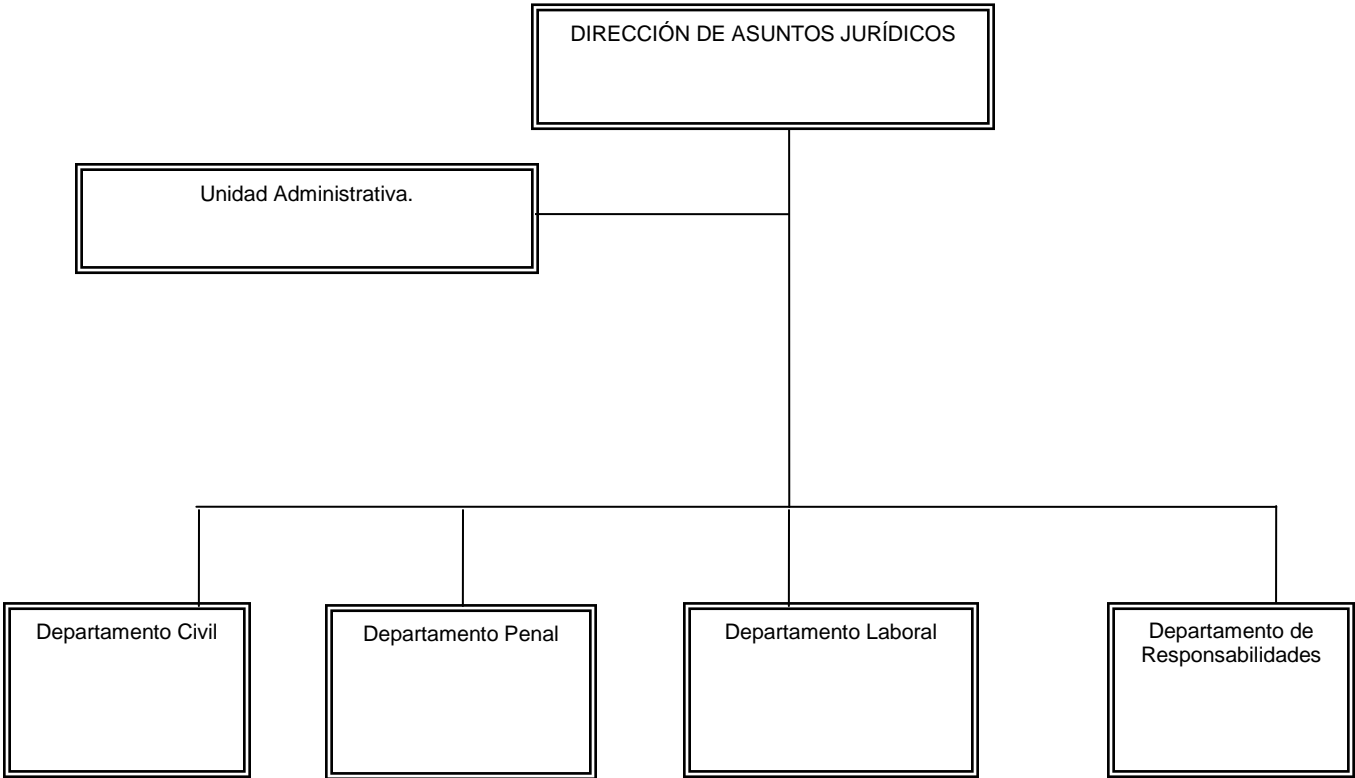 DIRECCIÓN DE ASUNTOS JURÍDICOS
Unidad Administrativa.
Departamento Civil
Departamento Penal
Departamento Laboral
Departamento de
Responsabilidades